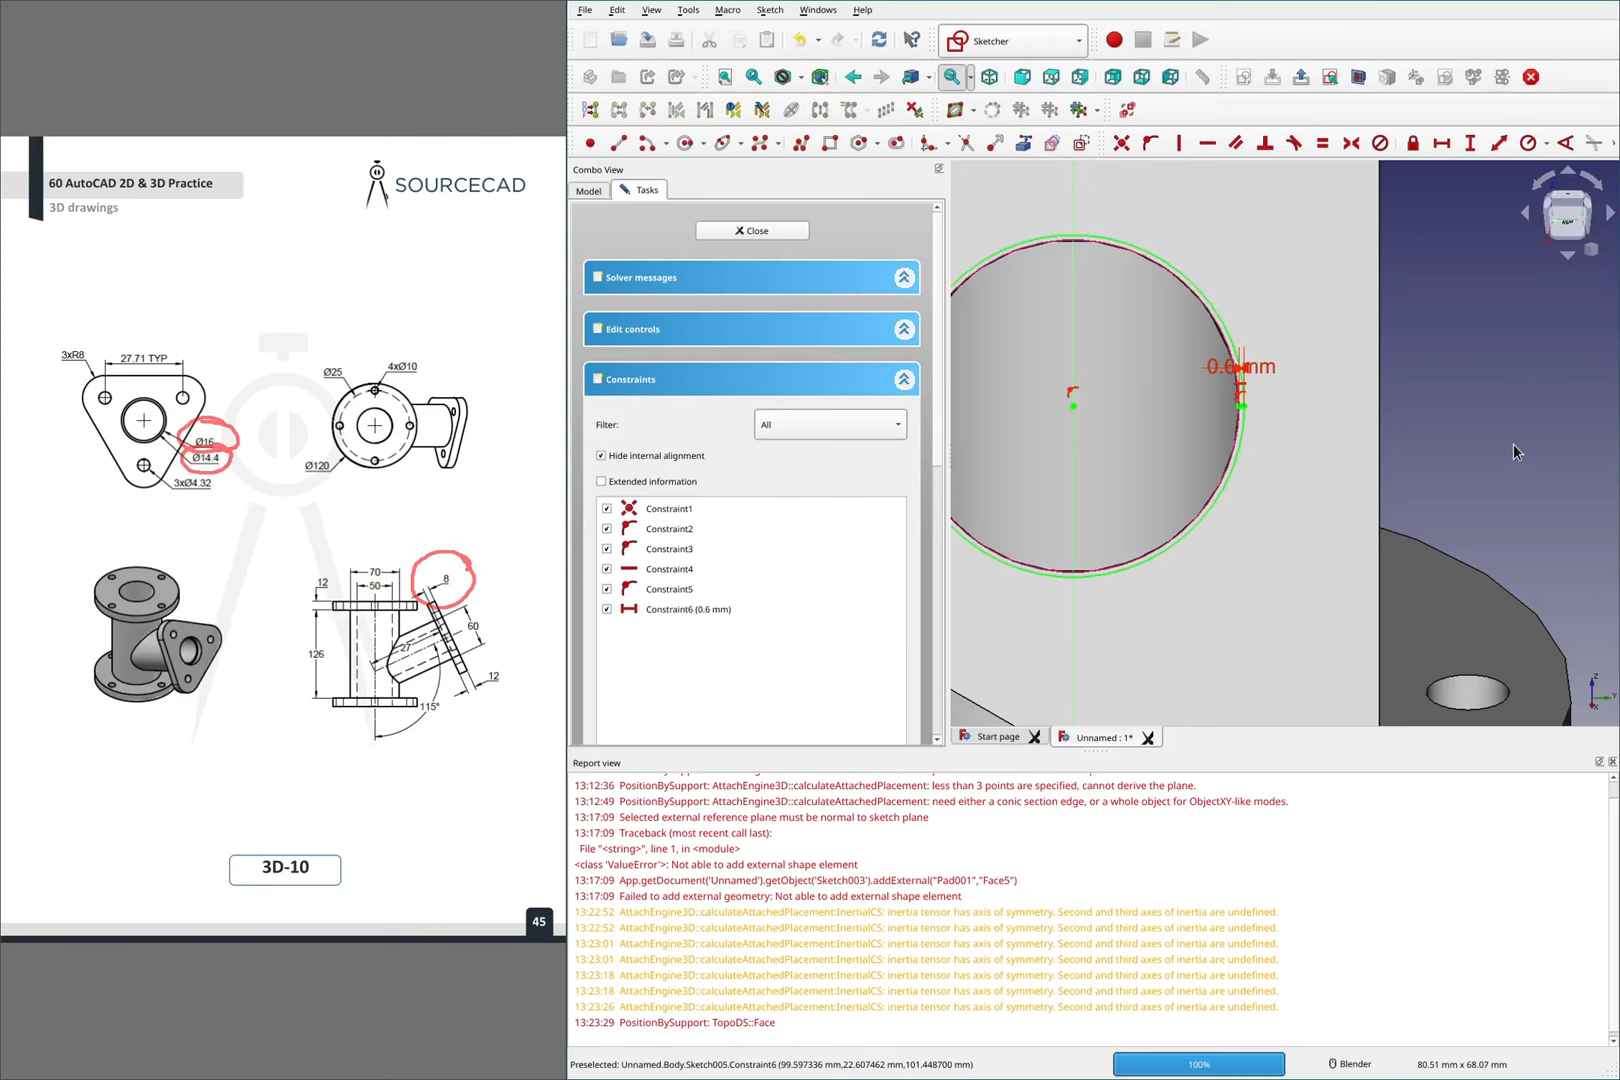 60 AutoCAD 2D & 3D Practice
3D drawings
SOURCECAD
3xR8
27.71 TYP
Ø16
Ø14.4
3xØ4.32
Ø25
4xØ10
Ø120
12
70
50
8
126
27
60
12
115°
3D-10
45
File Edit View Tools Macro Sketch Windows Help
Sketcher
Combo View
Model Tasks
Close
Solver messages
Edit controls
Constraints
Filter: All
Hide internal alignment
Extended information
Constraint1
Constraint2
Constraint3
Constraint4
Constraint5
Constraint6 (0.6 mm)
0.6 mm
Start page
Unnamed : 1*
Report view
13:12:36 PositionBySupport: AttachEngine3D::calculateAttachedPlacement: less than 3 points are specified, cannot derive the plane.
13:12:49 PositionBySupport: AttachEngine3D::calculateAttachedPlacement: need either a conic section edge, or a whole object for ObjectXY-like modes.
13:17:09 Selected external reference plane must be normal to sketch plane
13:17:09 Traceback (most recent call last):
File "<string>", line 1, in <module>
<class 'ValueError'>: Not able to add external shape element
13:17:09 App.getDocument('Unnamed').getObject('Sketch003').addExternal("Pad001","Face5")
13:17:09 Failed to add external geometry: Not able to add external shape element
13:22:52 AttachEngine3D::calculateAttachedPlacement:InertialCS: inertia tensor has axis of symmetry. Second and third axes of inertia are undefined.
13:22:52 AttachEngine3D::calculateAttachedPlacement:InertialCS: inertia tensor has axis of symmetry. Second and third axes of inertia are undefined.
13:23:01 AttachEngine3D::calculateAttachedPlacement:InertialCS: inertia tensor has axis of symmetry. Second and third axes of inertia are undefined.
13:23:01 AttachEngine3D::calculateAttachedPlacement:InertialCS: inertia tensor has axis of symmetry. Second and third axes of inertia are undefined.
13:23:18 AttachEngine3D::calculateAttachedPlacement:InertialCS: inertia tensor has axis of symmetry. Second and third axes of inertia are undefined.
13:23:18 AttachEngine3D::calculateAttachedPlacement:InertialCS: inertia tensor has axis of symmetry. Second and third axes of inertia are undefined.
13:23:26 AttachEngine3D::calculateAttachedPlacement:InertialCS: inertia tensor has axis of symmetry. Second and third axes of inertia are undefined.
13:23:29 PositionBySupport: TopoDS::Face
Preselected: Unnamed.Body.Sketch005.Constraint6 (99.597336 mm,22.607462 mm,101.448700 mm)
100%
Blender
80.51 mm x 68.07 mm